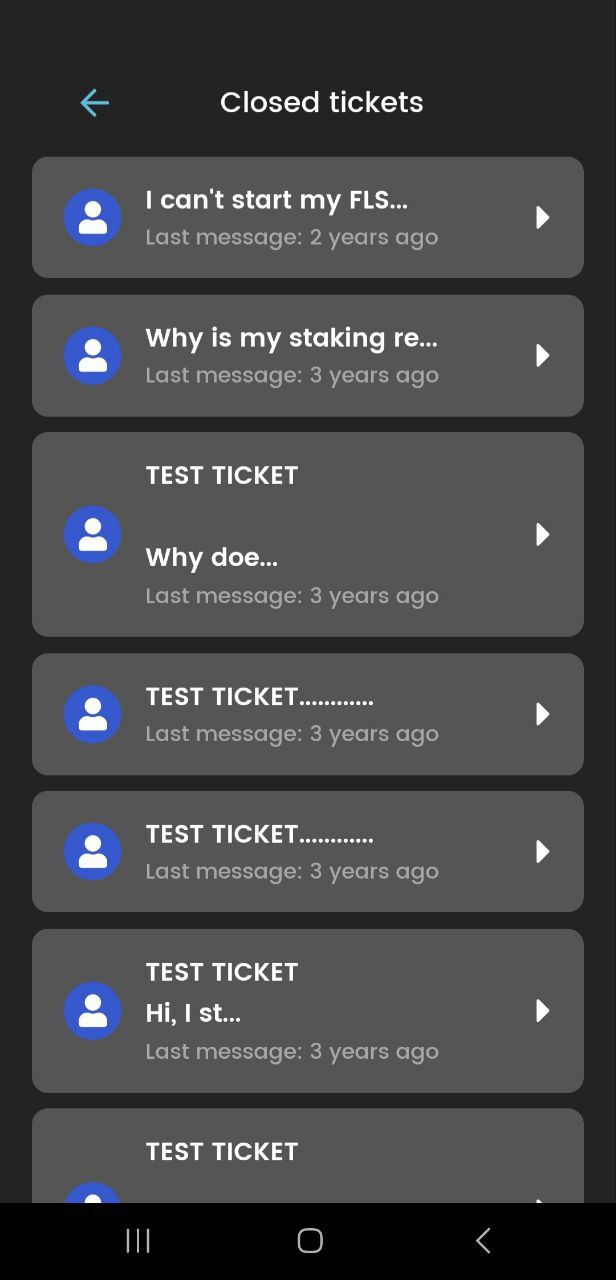 Closed tickets
I can't start my FLS...
Last message: 2 years ago
Why is my staking re...
Last message: 3 years ago
TEST TICKET
Why doe...
Last message: 3 years ago
TEST TICKET............
Last message: 3 years ago
TEST TICKET............
Last message: 3 years ago
TEST TICKET
Hi, I st...
Last message: 3 years ago
TEST TICKET